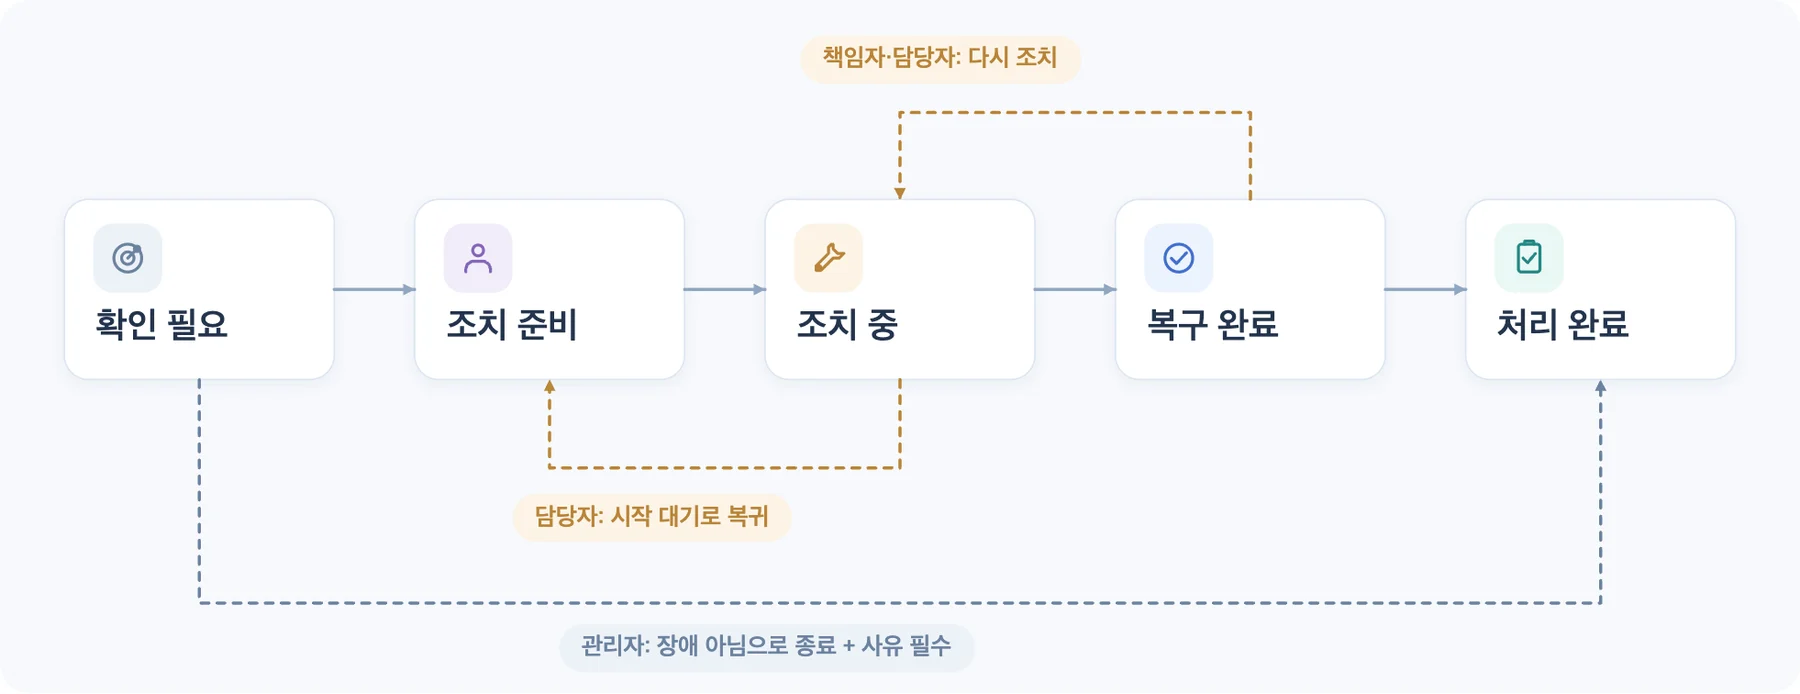 책임자·담당자: 다시 조치
확인 필요
조치 준비
조치 중
복구 완료
처리 완료
담당자: 시작 대기로 복귀
관리자: 장애 아님으로 종료 + 사유 필수